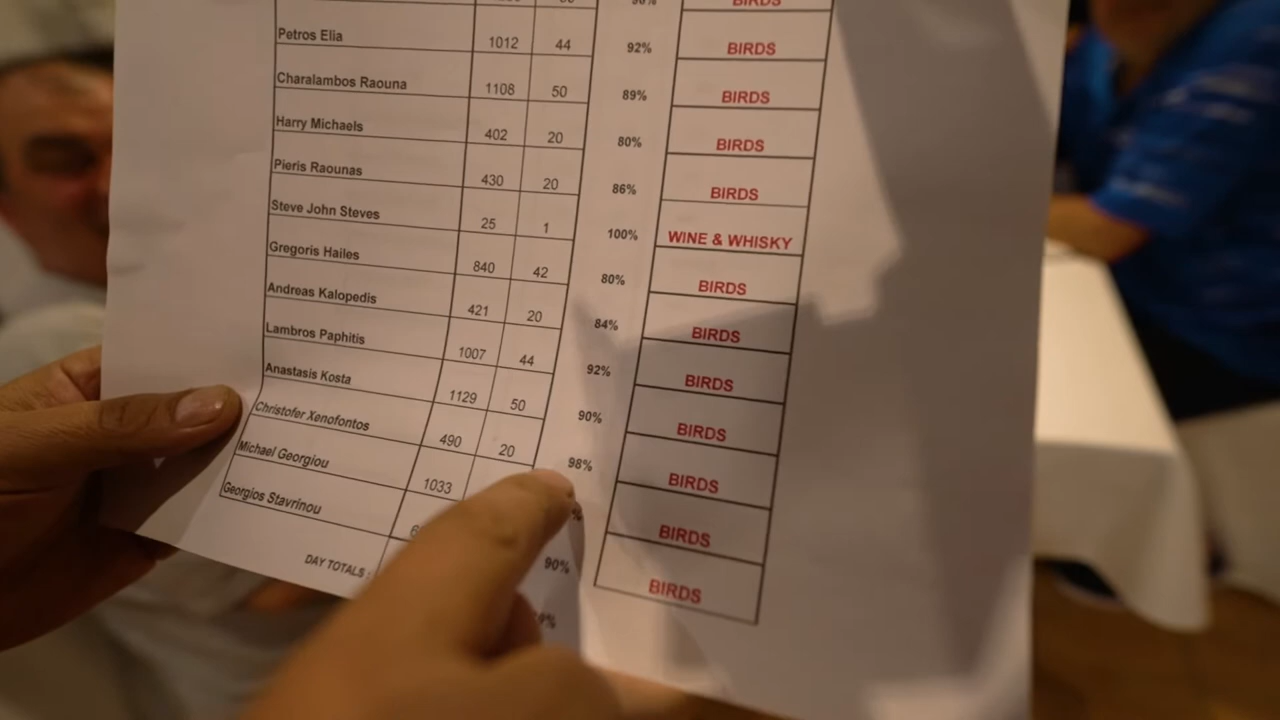 BIRDS
Petros Elia 1012 44 92% BIRDS
Charalambos Raouna 1108 50 89% BIRDS
Harry Michaels 402 20 80% BIRDS
Pieris Raounas 430 20 86% BIRDS
Steve John Steves 25 1 100% WINE & WHISKY
Gregoris Hailes 840 42 80% BIRDS
Andreas Kalopedis 421 20 84% BIRDS
Lambros Paphitis 1007 44 92% BIRDS
Anastasis Kosta 1129 50 90% BIRDS
Christofer Xenofontos 490 20 98% BIRDS
Michael Georgiou 1033 BIRDS
Georgios Stavrinou 90% BIRDS
DAY TOTALS :